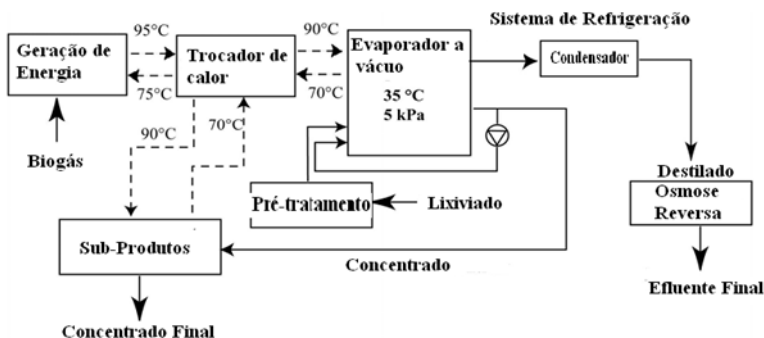 Sistema de Refrigeração
95°C
90°C
Geração de
Energia
Trocador de
calor
Evaporador a
vácuo
Condensador
75°C
70°C
35 °C
5 kPa
90°C
70°C
Biogás
Destilado
Pré-tratamento
Lixiviado
Osmose
Reversa
Sub-Produtos
Concentrado
Efluente Final
Concentrado Final